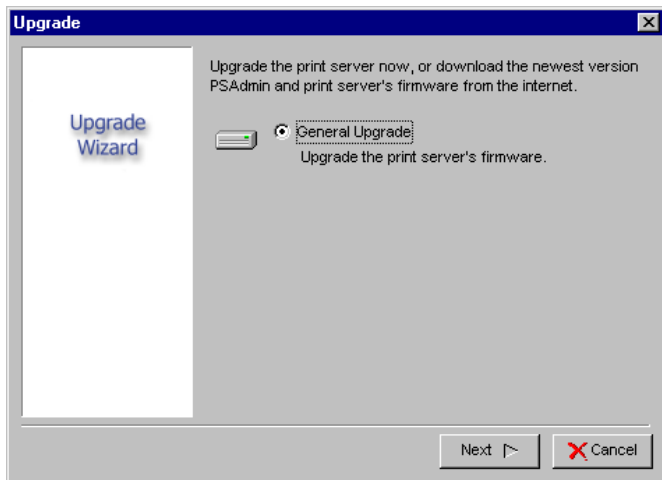 Upgrade
Upgrade the print server now, or download the newest version
PSAdmin and print server's firmware from the internet.
Upgrade
Wizard
General Upgrade
Upgrade the print server's firmware.
Next
Cancel